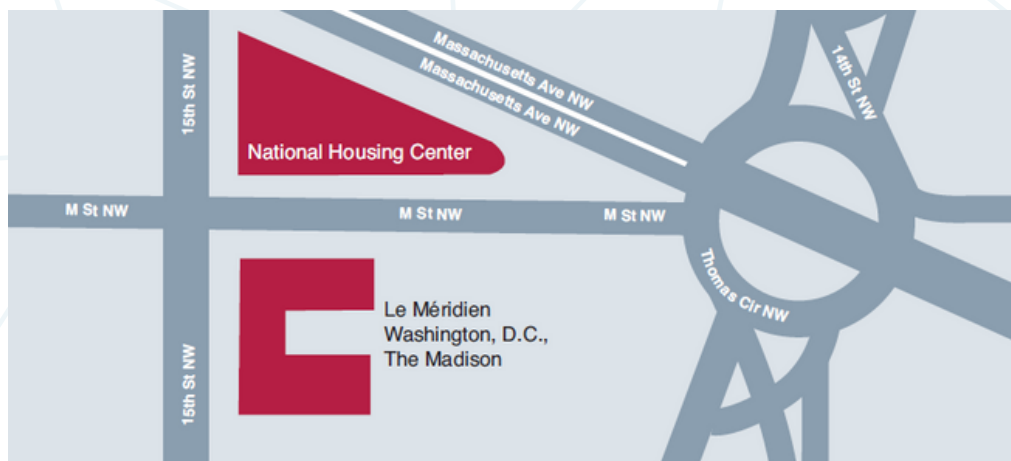 Massachusetts Ave NW
Massachusetts Ave NW
14th St NW
15th St NW
National Housing Center
M St NW
M St NW
M St NW
Thomas Cir NW
Le Méridien
Washington, D.C.,
The Madison
15th St NW